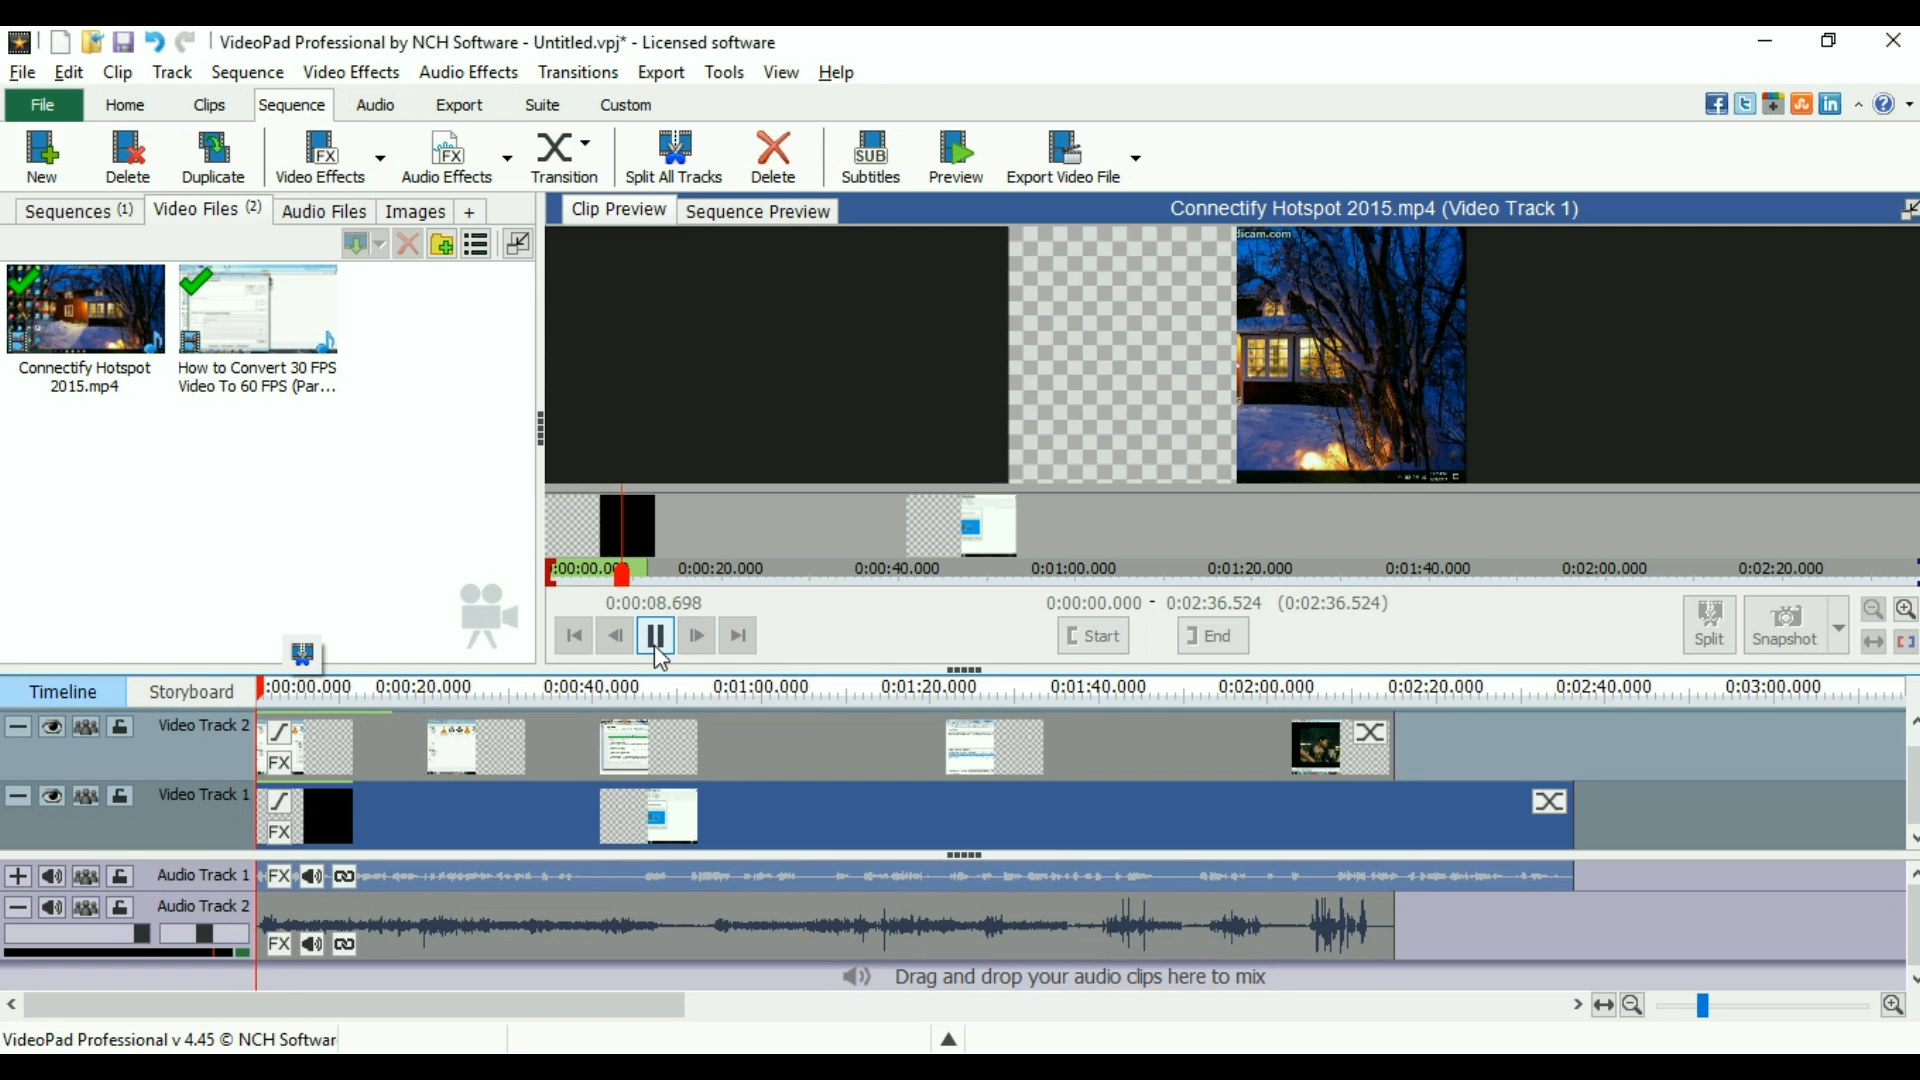 VideoPad Professional by NCH Software - Untitled.vpj* - Licensed software
File Edit Clip Track Sequence Video Effects Audio Effects Transitions Export Tools View Help
File Home Clips Sequence Audio Export Suite Custom
New Delete Duplicate Video Effects Audio Effects Transition Split All Tracks Delete Subtitles Preview Export Video File
Sequences (1) Video Files (2) Audio Files Images +
Clip Preview Sequence Preview Connectify Hotspot 2015.mp4 (Video Track 1)
dicam.com
Connectify Hotspot
2015.mp4
How to Convert 30 FPS
Video To 60 FPS (Par...
:00:00.00 0:00:20.000 0:00:40.000 0:01:00.000 0:01:20.000 0:01:40.000 0:02:00.000 0:02:20.000
0:00:08.698 0:00:00.000 - 0:02:36.524 (0:02:36.524)
Start End Split Snapshot
Timeline Storyboard :00:00.000 0:00:20.000 0:00:40.000 0:01:00.000 0:01:20.000 0:01:40.000 0:02:00.000 0:02:20.000 0:02:40.000 0:03:00.000
Video Track 2
FX
Video Track 1
FX
Audio Track 1 FX
Audio Track 2
FX
Drag and drop your audio clips here to mix
VideoPad Professional v 4.45 © NCH Softwar